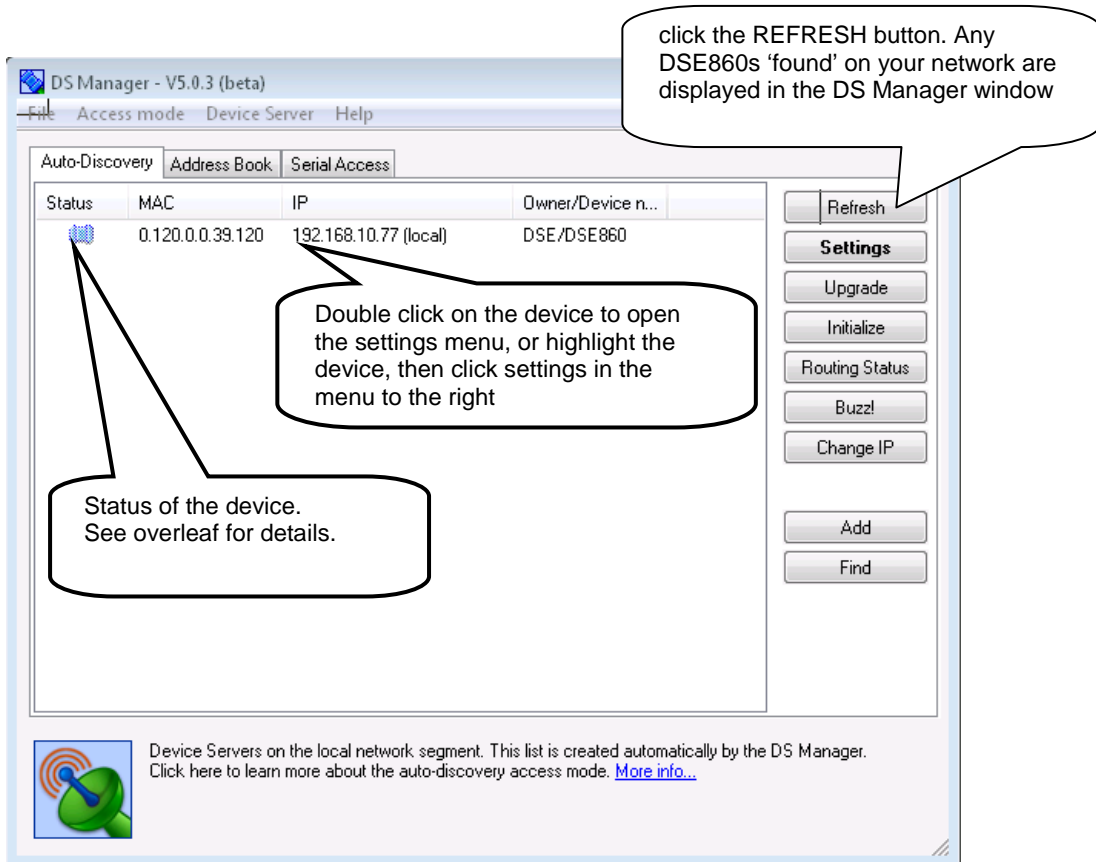 click the REFRESH button. Any
DSE860s ‘found’ on your network are
displayed in the DS Manager window
DS Manager - V5.0.3 (beta)
File Access mode Device Server Help
Auto-Discovery Address Book Serial Access
Status MAC IP Owner/Device n...
0.120.0.0.39.120 192.168.10.77 (local) DSE/DSE860
Refresh
Settings
Upgrade
Initialize
Routing Status
Buzz!
Change IP
Add
Find
Double click on the device to open
the settings menu, or highlight the
device, then click settings in the
menu to the right
Status of the device.
See overleaf for details.
Device Servers on the local network segment. This list is created automatically by the DS Manager.
Click here to learn more about the auto-discovery access mode. More info...